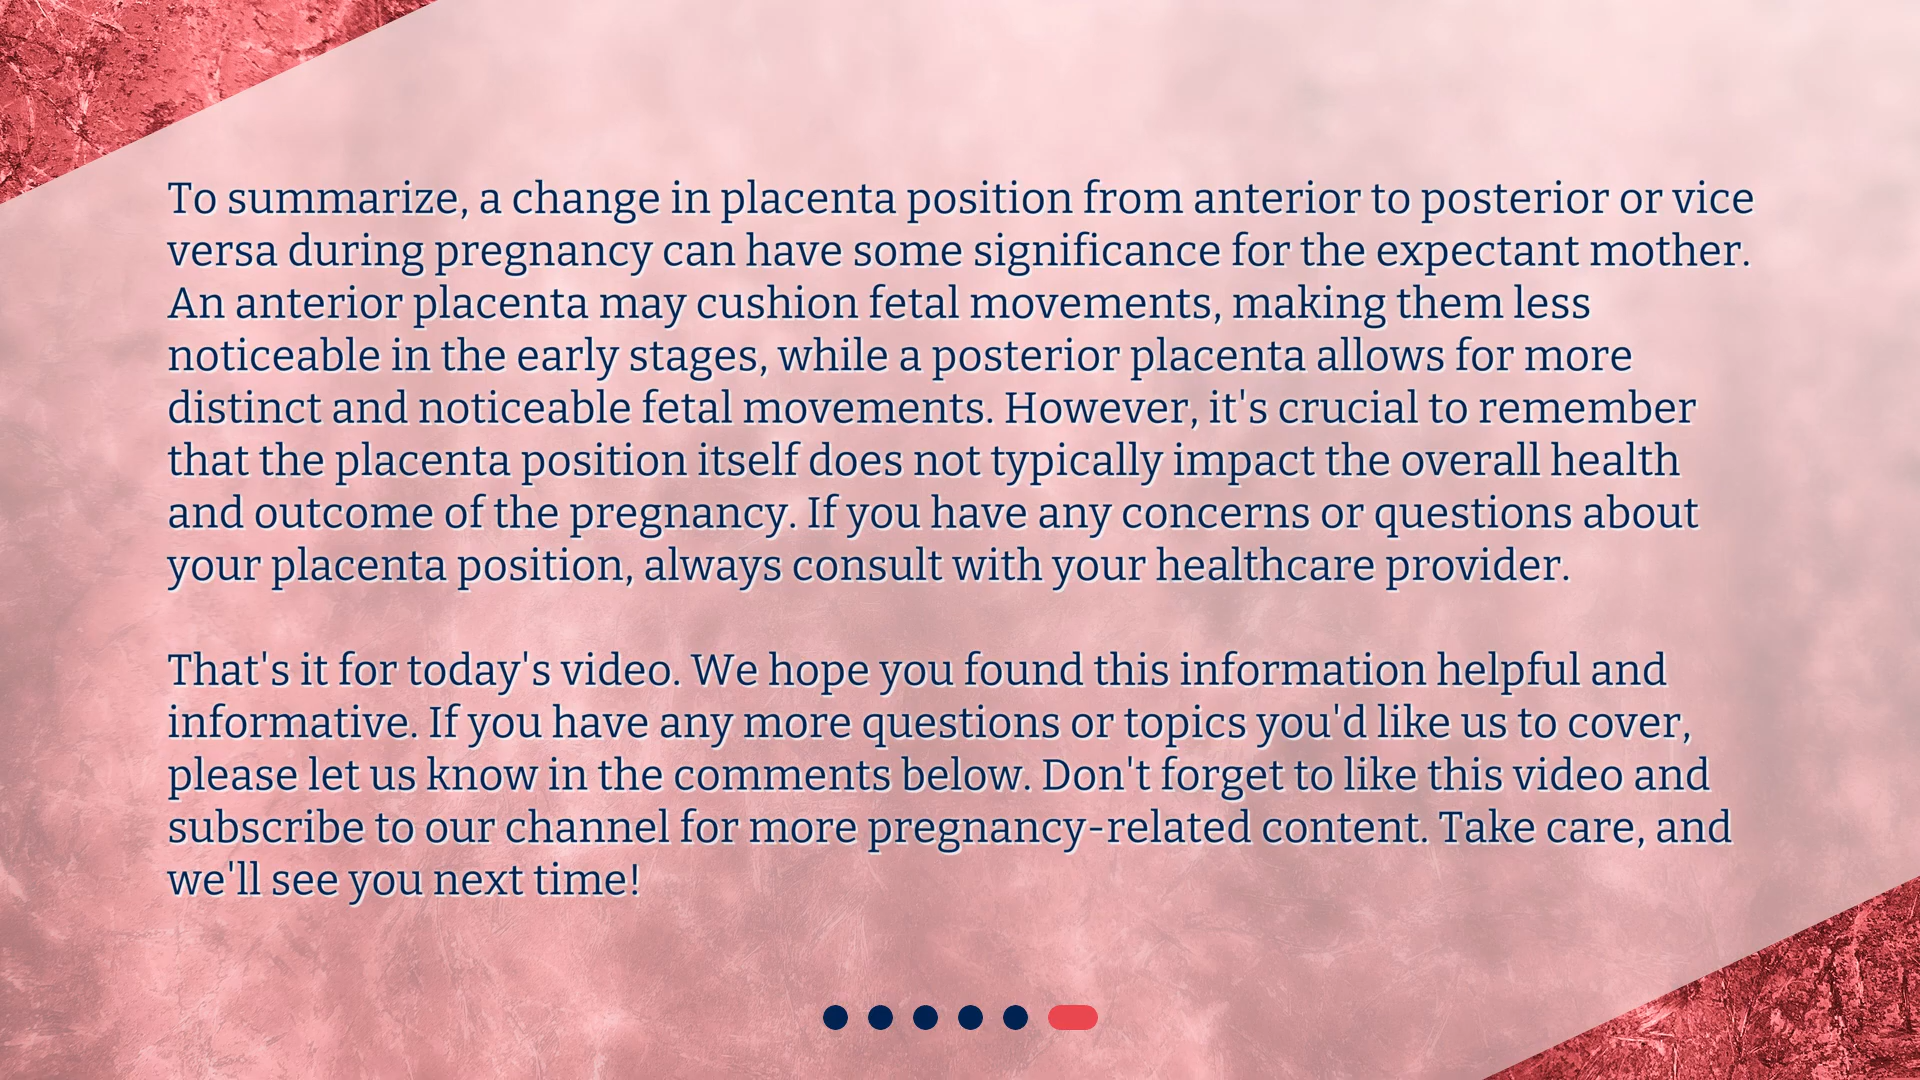 To summarize, a change in placenta position from anterior to posterior or vice
versa during pregnancy can have some significance for the expectant mother.
An anterior placenta may cushion fetal movements, making them less
noticeable in the early stages, while a posterior placenta allows for more
distinct and noticeable fetal movements. However, it's crucial to remember
that the placenta position itself does not typically impact the overall health
and outcome of the pregnancy. If you have any concerns or questions about
your placenta position, always consult with your healthcare provider.
That's it for today's video. We hope you found this information helpful and
informative. If you have any more questions or topics you'd like us to cover,
please let us know in the comments below. Don't forget to like this video and
subscribe to our channel for more pregnancy-related content. Take care, and
we'll see you next time!